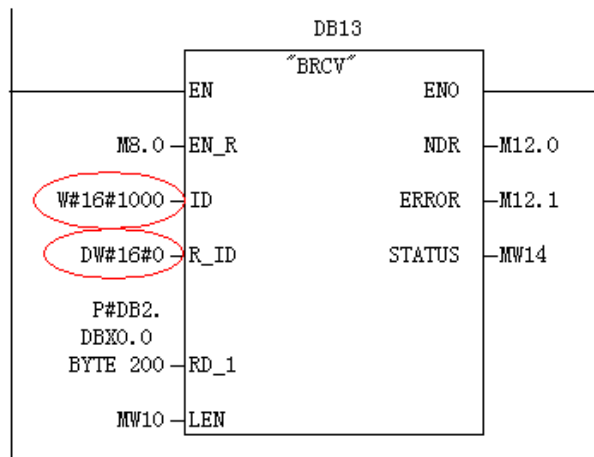 DB13
"BRCV"
EN ENO
M8.0 EN_R NDR M12.0
W#16#1000 ID ERROR M12.1
DW#16#0 R_ID STATUS MW14
P#DB2.
DBX0.0
BYTE 200 RD_1
MW10 LEN